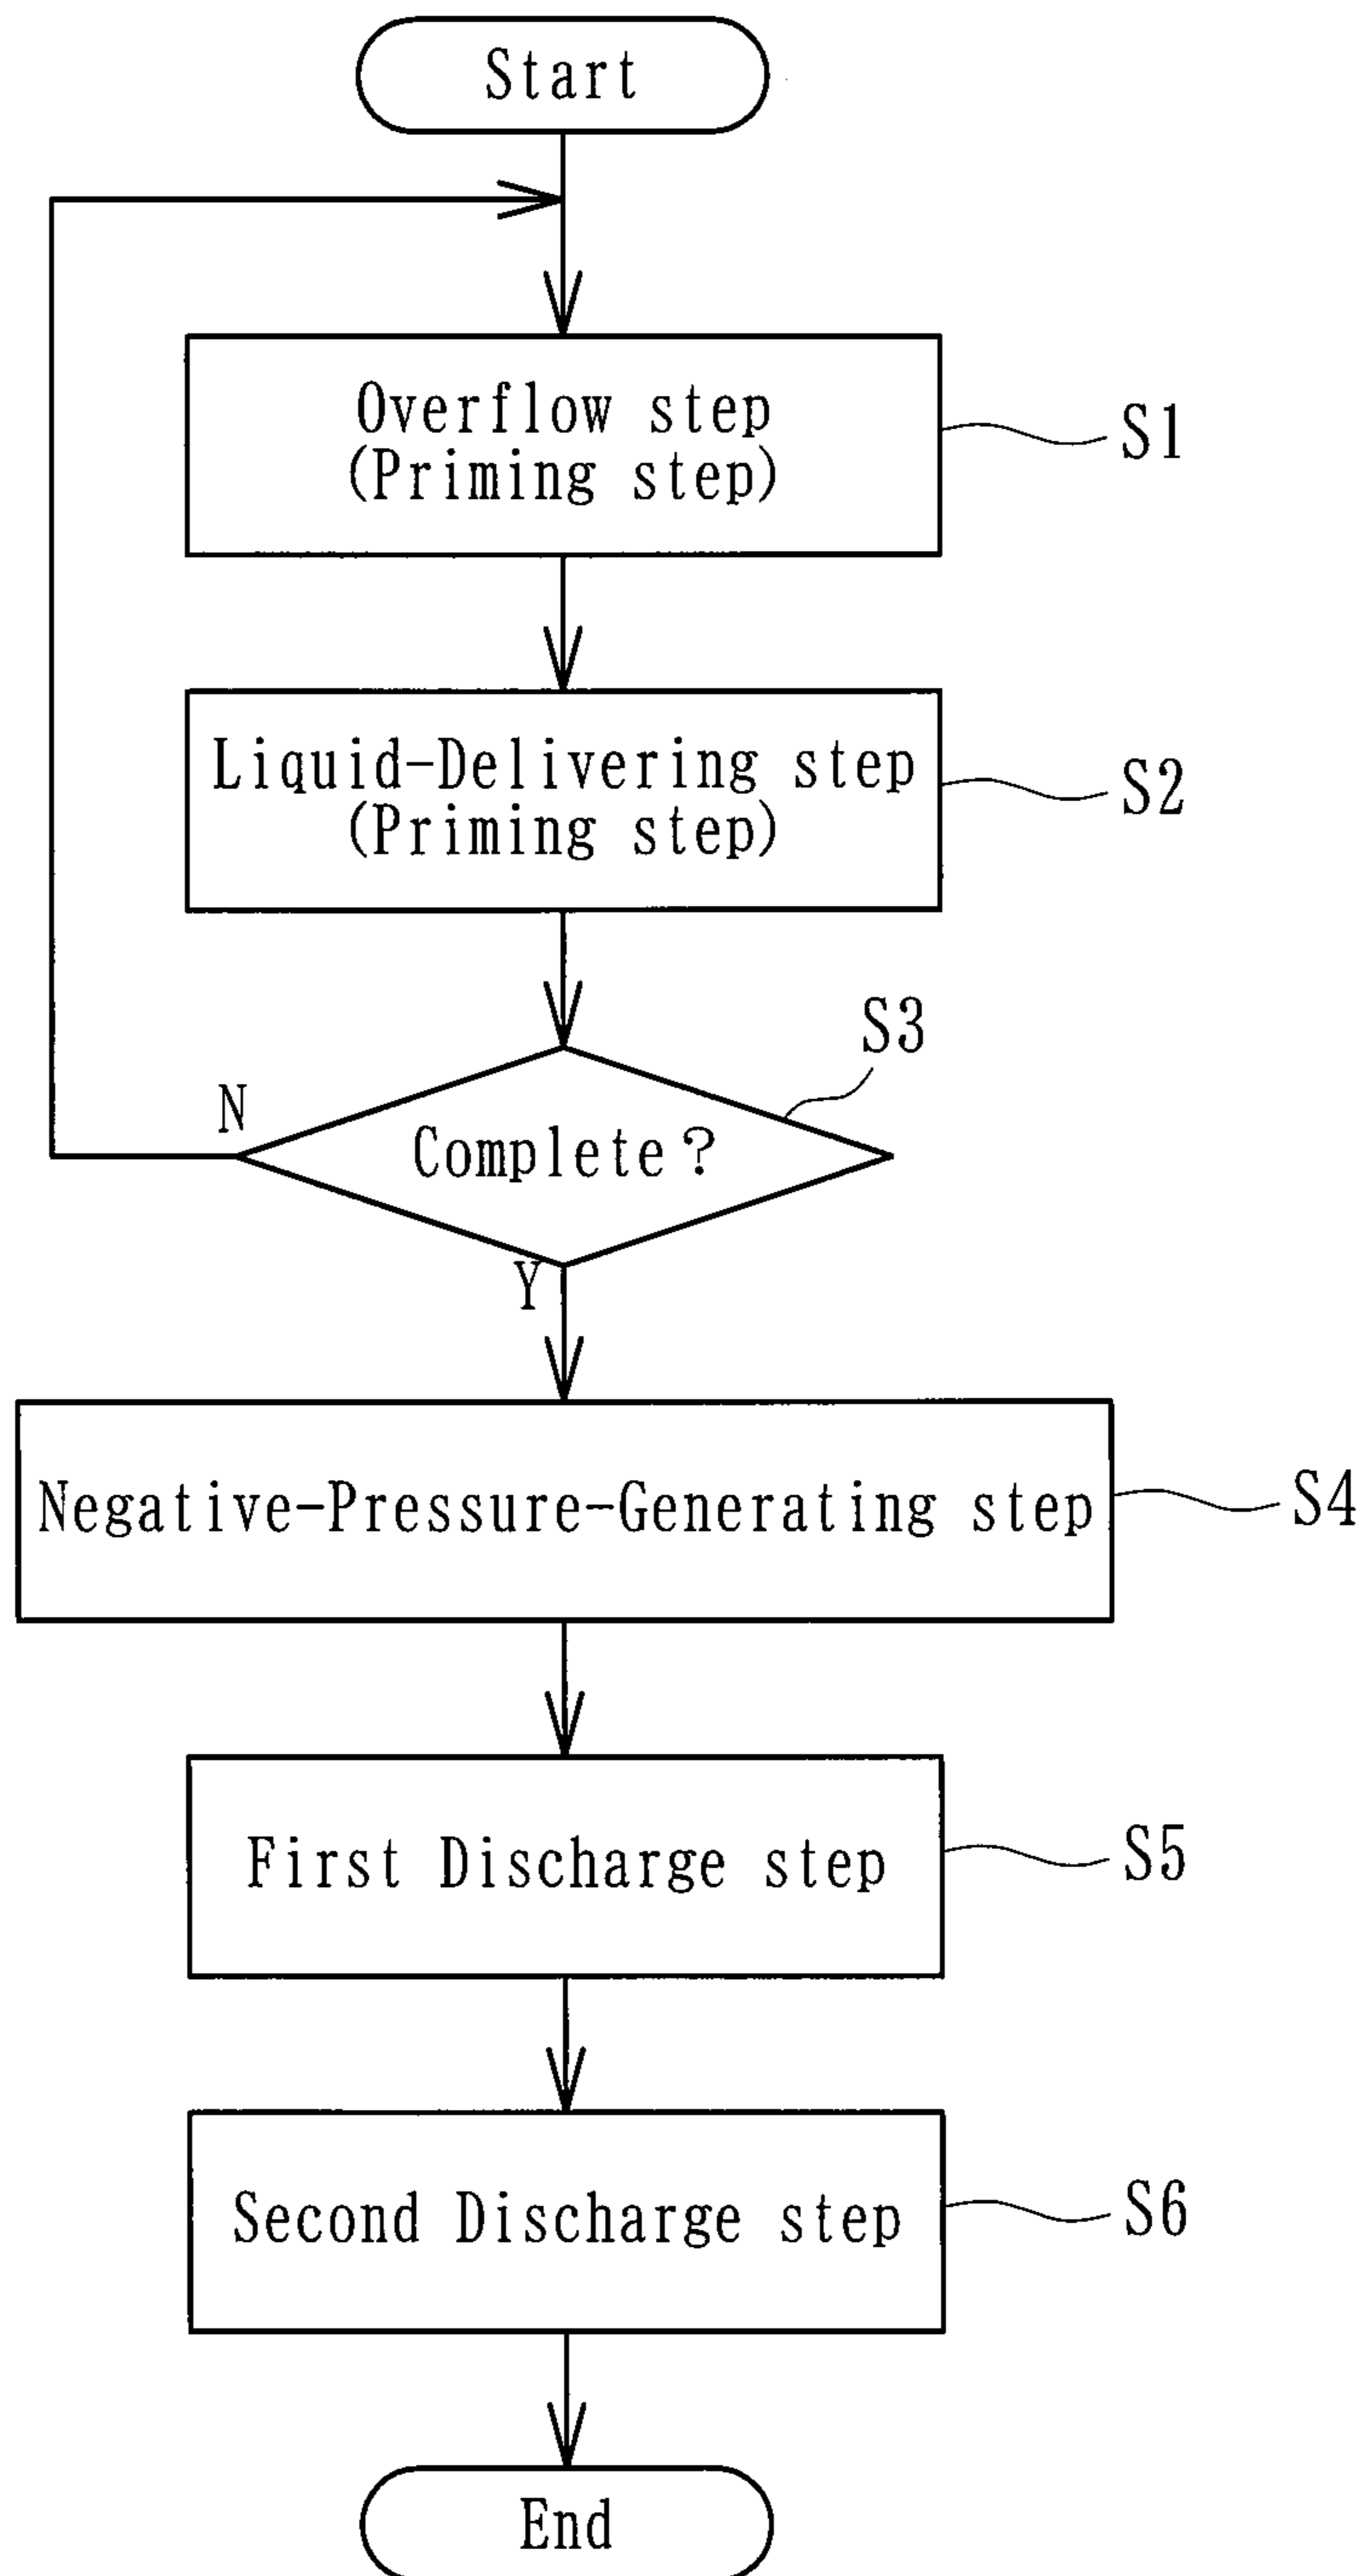 Start
Overflow step
(Priming step)
S1
Liquid-Delivering step
(Priming step)
S2
S3
N
Complete?
Y
Negative-Pressure-Generating step
S4
First Discharge step
S5
Second Discharge step
S6
End